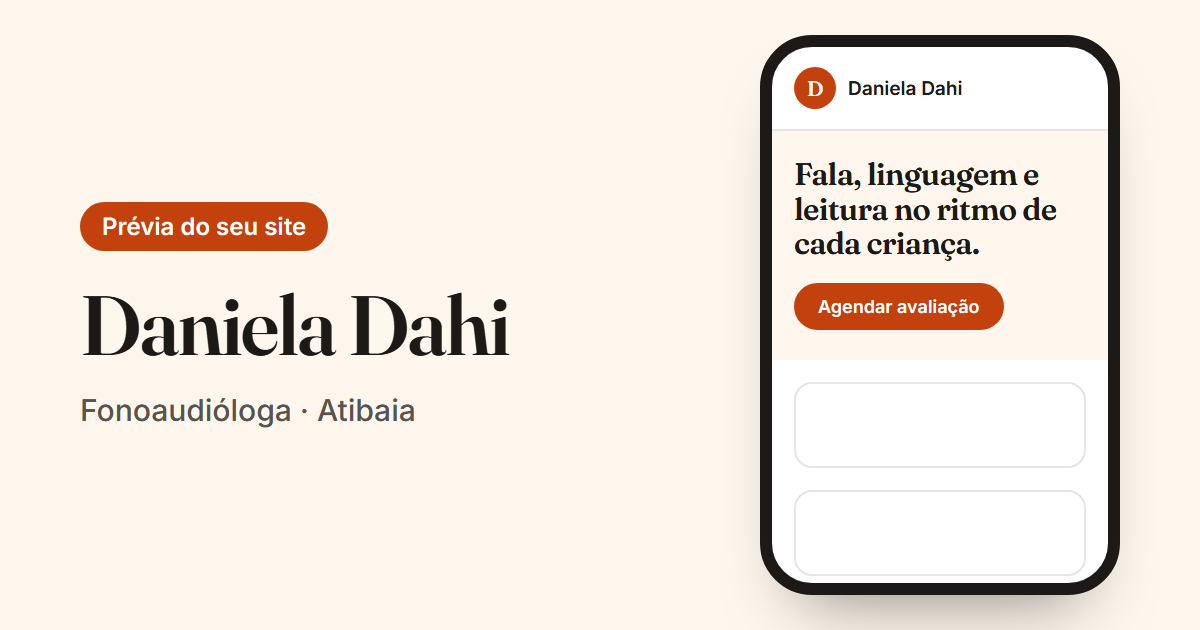 Prévia do seu site
Daniela Dahi
Fonoaudióloga · Atibaia
D
Daniela Dahi
Fala, linguagem e
leitura no ritmo de
cada criança.
Agendar avaliação